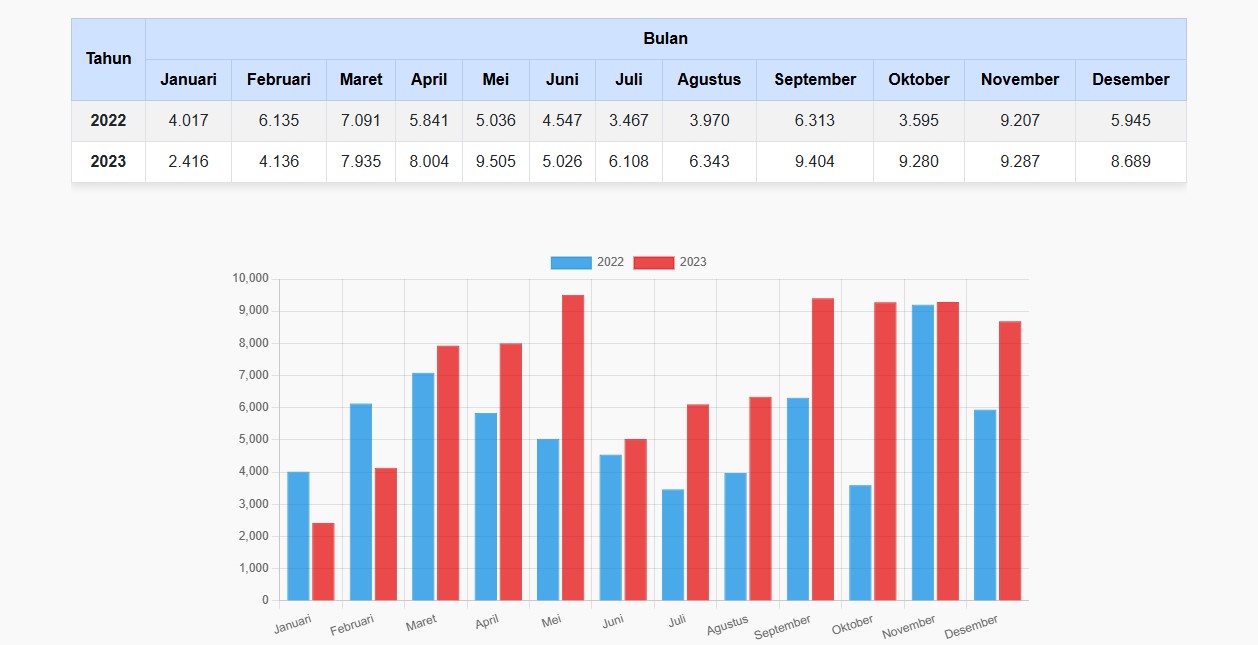 Tahun Bulan
Januari Februari Maret April Mei Juni Juli Agustus September Oktober November Desember
2022 4.017 6.135 7.091 5.841 5.036 4.547 3.467 3.970 6.313 3.595 9.207 5.945
2023 2.416 4.136 7.935 8.004 9.505 5.026 6.108 6.343 9.404 9.280 9.287 8.689
2022 2023
10,000
9,000
8,000
7,000
6,000
5,000
4,000
3,000
2,000
1,000
0
Januari Februari Maret April Mei Juni Juli Agustus September Oktober November Desember